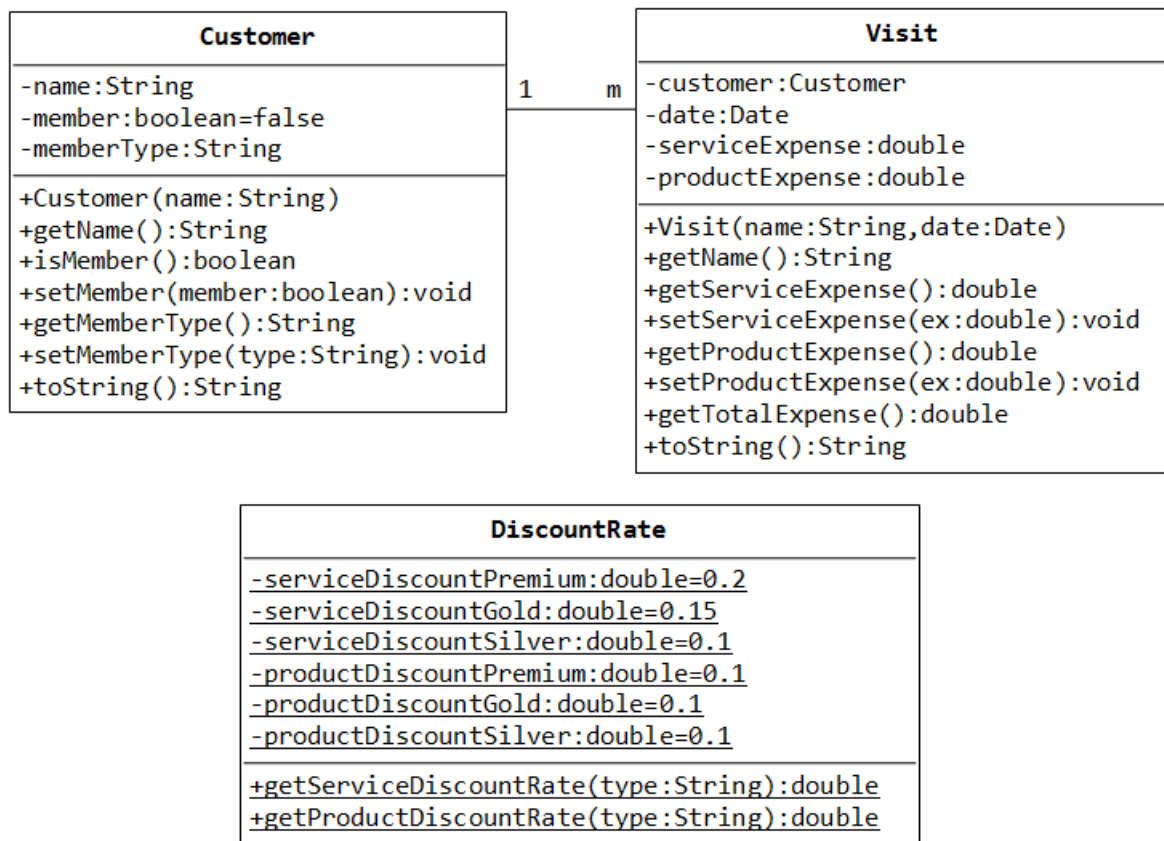 Customer
-name:String
-member:boolean=false
-memberType:String
+Customer(name:String)
+getName():String
+isMember():boolean
+setMember(member:boolean):void
+getMemberType():String
+setMemberType(type:String):void
+toString():String
1 m
Visit
-customer:Customer
-date:Date
-serviceExpense:double
-productExpense:double
+Visit(name:String,date:Date)
+getName():String
+getServiceExpense():double
+setServiceExpense(ex:double):void
+getProductExpense():double
+setProductExpense(ex:double):void
+getTotalExpense():double
+toString():String
DiscountRate
-serviceDiscountPremium:double=0.2
-serviceDiscountGold:double=0.15
-serviceDiscountSilver:double=0.1
-productDiscountPremium:double=0.1
-productDiscountGold:double=0.1
-productDiscountSilver:double=0.1
+getServiceDiscountRate(type:String):double
+getProductDiscountRate(type:String):double